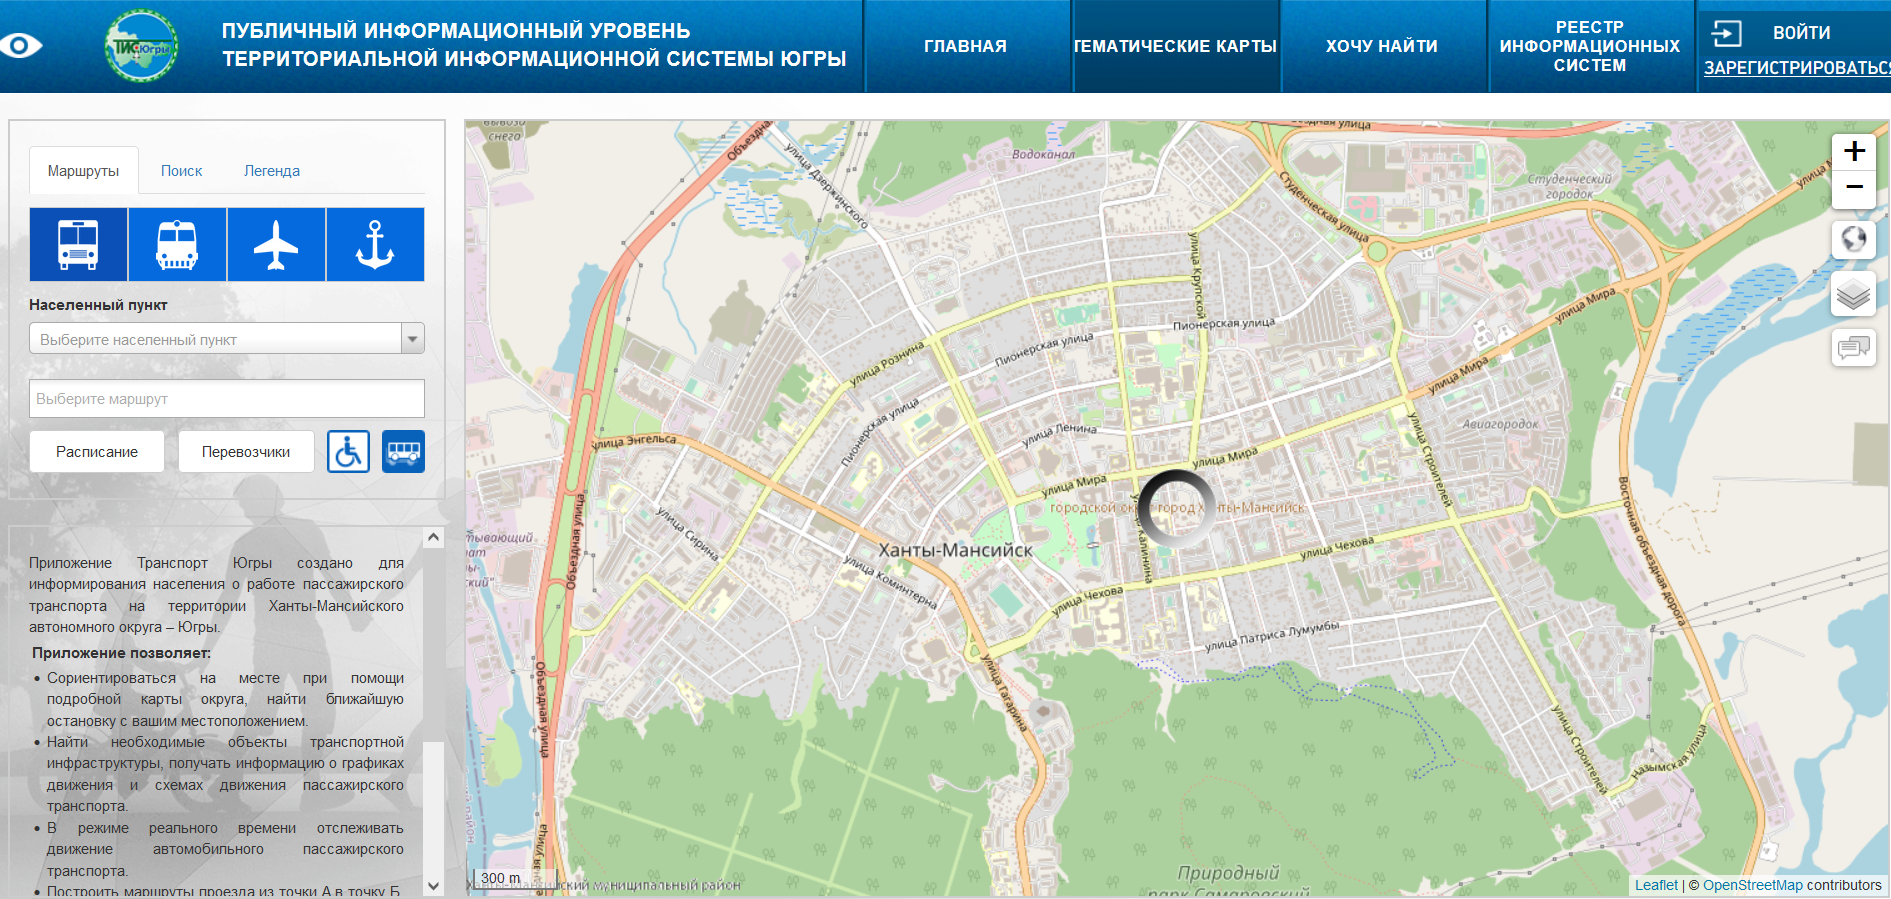 ТИС Югры
ПУБЛИЧНЫЙ ИНФОРМАЦИОННЫЙ УРОВЕНЬ
ТЕРРИТОРИАЛЬНОЙ ИНФОРМАЦИОННОЙ СИСТЕМЫ ЮГРЫ
ГЛАВНАЯ
ТЕМАТИЧЕСКИЕ КАРТЫ
ХОЧУ НАЙТИ
РЕЕСТР
ИНФОРМАЦИОННЫХ
СИСТЕМ
ВОЙТИ
ЗАРЕГИСТРИРОВАТЬС
Маршруты
Поиск
Легенда
Населенный пункт
Выберите населенный пункт
Выберите маршрут
Расписание
Перевозчики
Приложение Транспорт Югры создано для
информирования населения о работе пассажирского
транспорта на территории Ханты-Мансийского
автономного округа – Югры.
Приложение позволяет:
• Сориентироваться на месте при помощи
подробной карты округа, найти ближайшую
остановку с вашим местоположением.
• Найти необходимые объекты транспортной
инфраструктуры, получать информацию о графиках
движения и схемах движения пассажирского
транспорта.
• В режиме реального времени отслеживать
движение автомобильного пассажирского
транспорта.
• Построить маршруты проезда из точки А в точку Б
снега
Объездная
улица Дзержинского
Водоканал
Студенческая улица
Студенческий
городок
улица Мира
улица Крупской
Пионерская улица
улица Мира
Пионерская улица
улица Рознина
улица Мира
Пионерская улица
улица Ленина
улица Строителей
Авиагородок
улица Энгельса
улица Мира
улица Мира
городской окр
город Ханты-Мансийск
Восточная объездная дорога
Объездная улица
улица Сирина
Ханты-Мансийск
улица Чехова
улица Коминтерна
улица Чехова
улица Патриса Лумумбы
Объездная улица
улица Гагарина
улица Строителей
Назымская улица
Природный
парк Самаровский
Ханты-Мансийский муниципальный район
300 m
+
−
Leaflet | © OpenStreetMap contributors